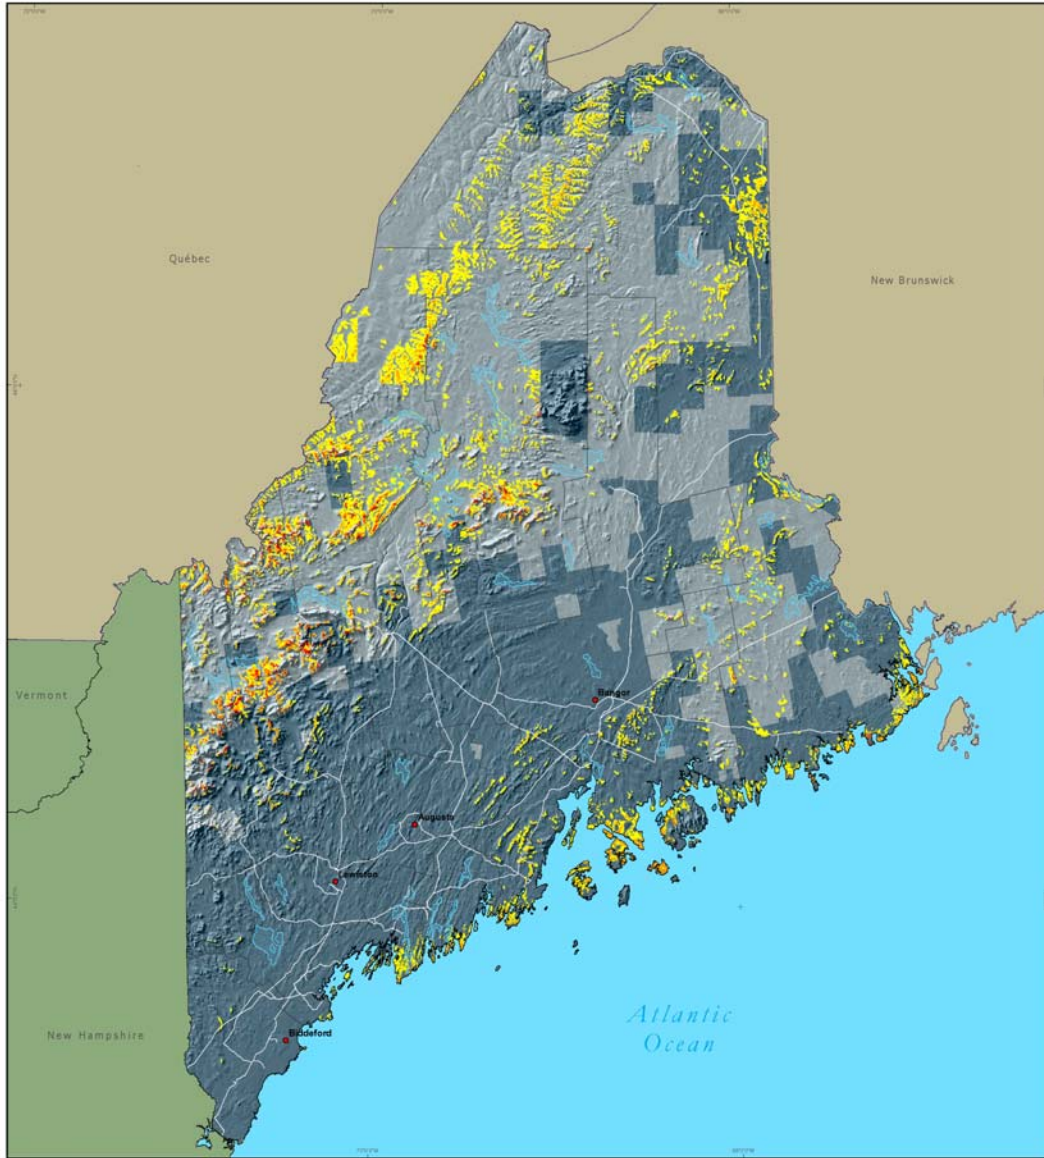 Québec
New Brunswick
Vermont
Bangor
Augusta
Lewiston
Atlantic
Ocean
New Hampshire
Biddeford